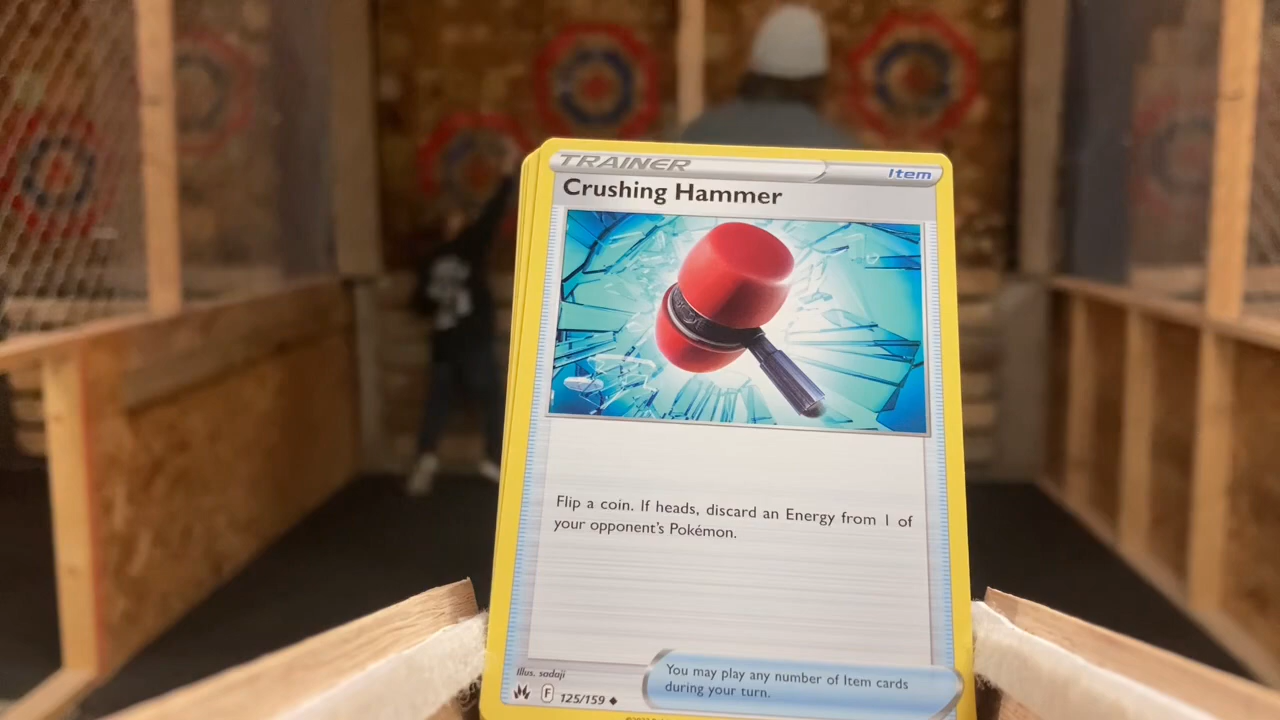 TRAINER
Item
Crushing Hammer
Flip a coin. If heads, discard an Energy from 1 of
your opponent's Pokémon.
Illus. sadaji
F 125/159 ◆
You may play any number of Item cards
during your turn.